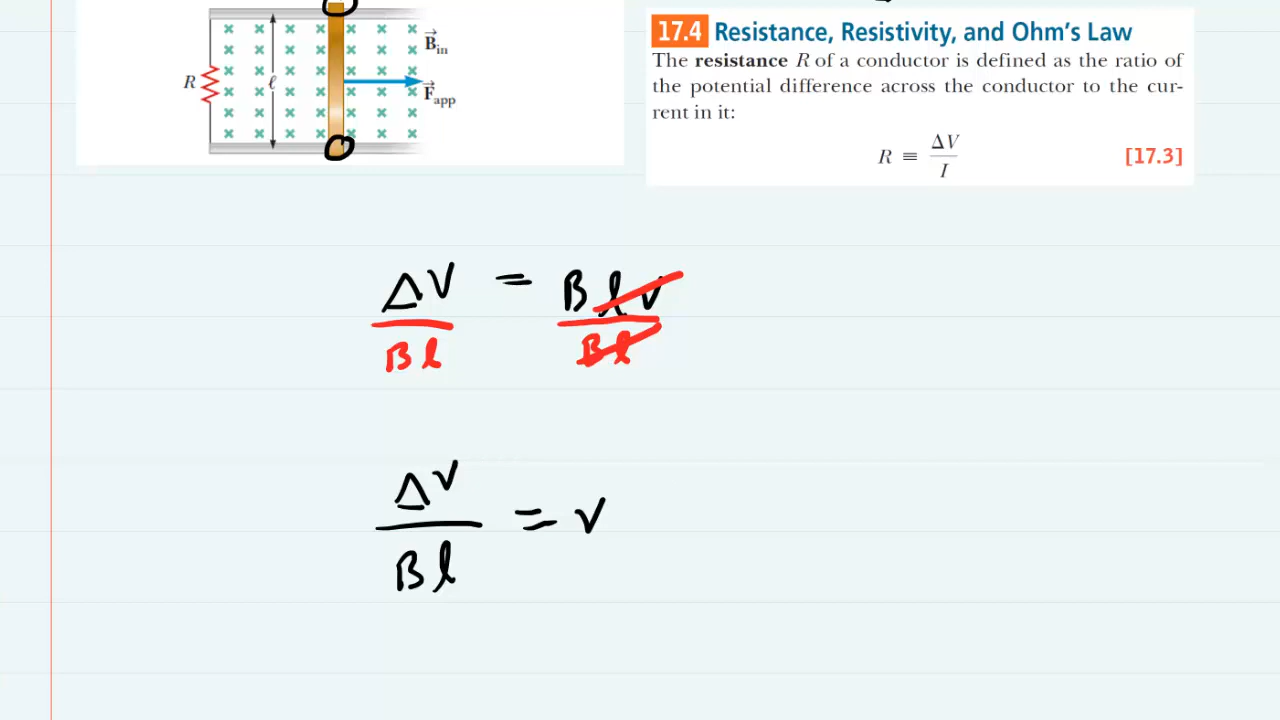 R ℓ B⃗in
F⃗app
17.4 Resistance, Resistivity, and Ohm's Law
The resistance R of a conductor is defined as the ratio of
the potential difference across the conductor to the cur-
rent in it:
R ≡ ΔV/I [17.3]
ΔV/Bl = Blv/Bl
ΔV/Bl = v